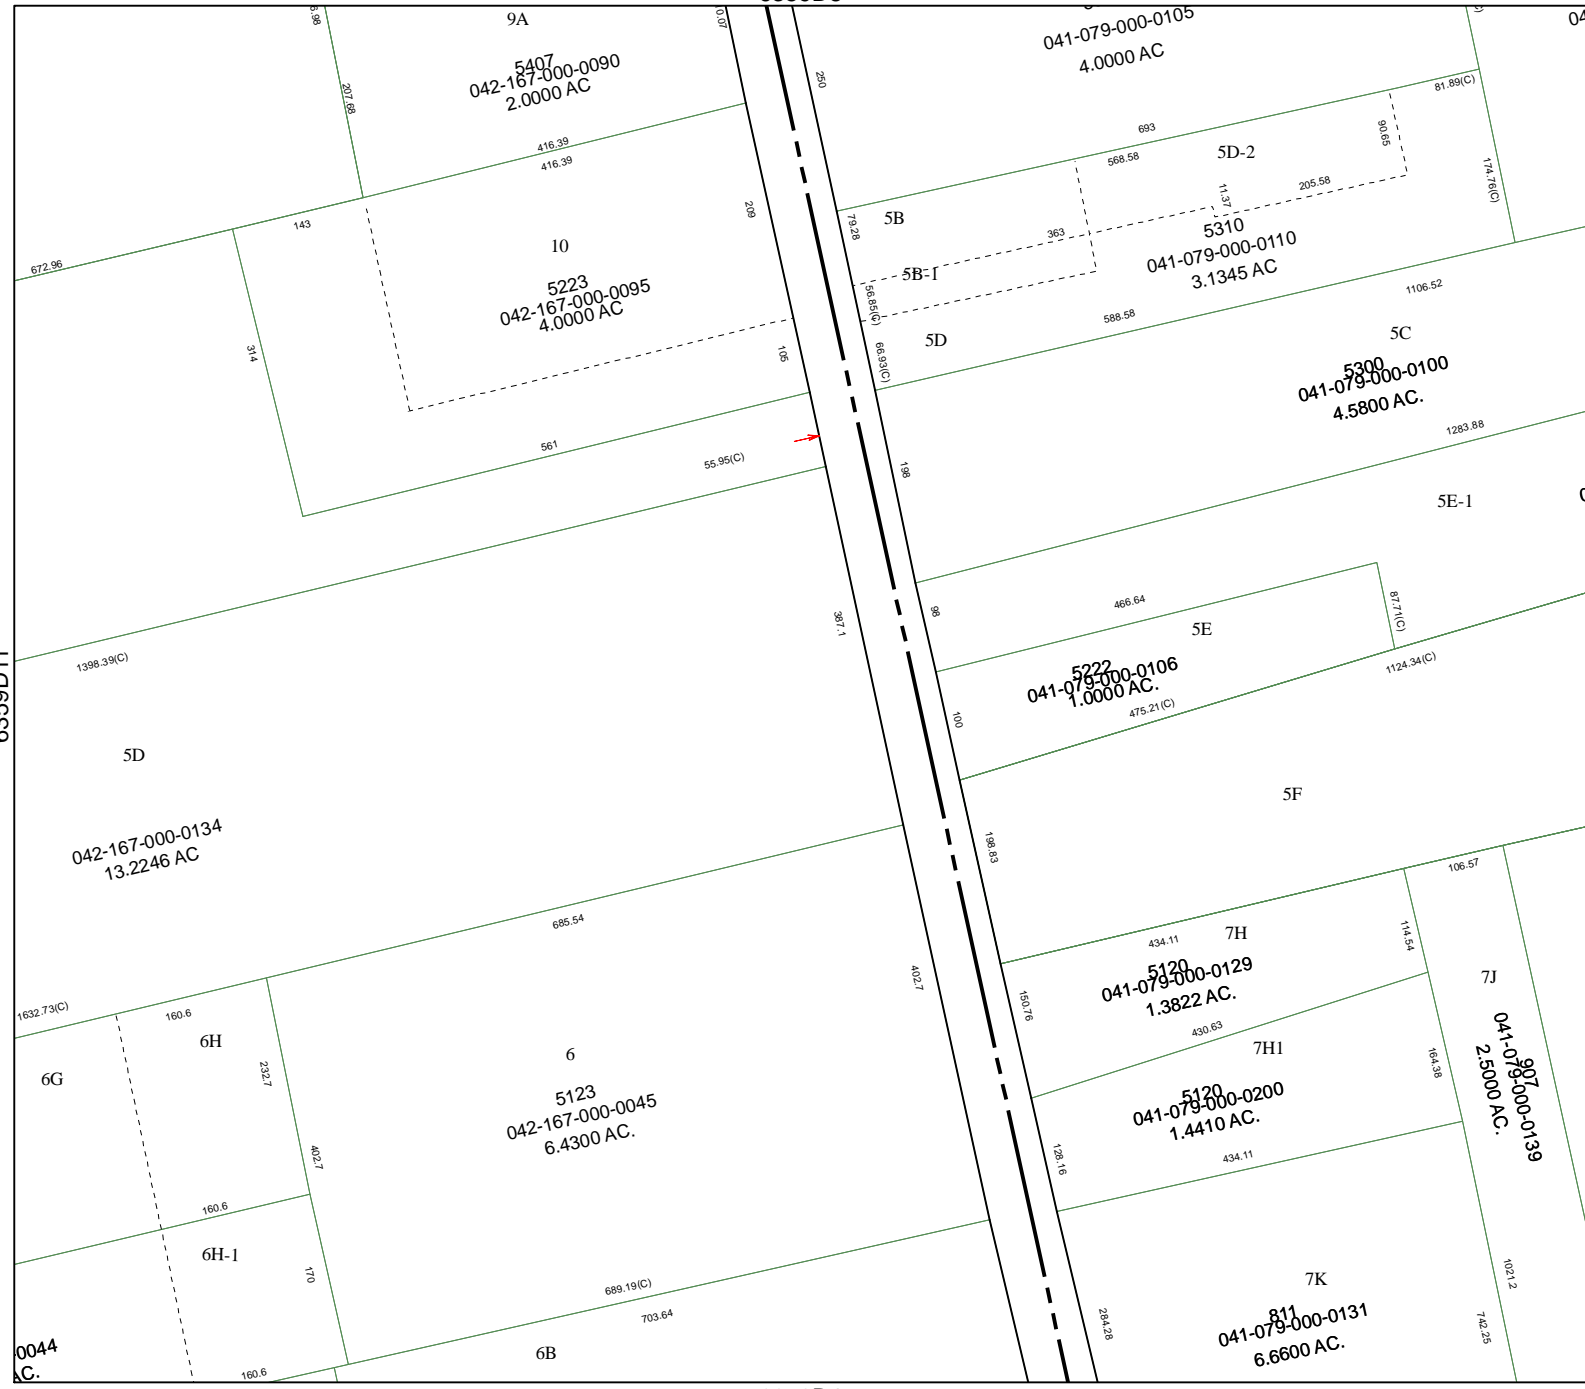 9A
5407
042-167-000-0090
2.0000 AC
207.68
416.39
416.39
250
041-079-000-0105
4.0000 AC
693
568.58
5D-2
81.89(C)
90.65
174.76(C)
11.37
205.58
143
672.96
10
5223
042-167-000-0095
4.0000 AC
209
314
105
561
55.95(C)
79.28
5B
363
5B-1
56.85(C)
5310
041-079-000-0110
3.1345 AC
5D
66.93(C)
588.58
1106.52
5C
5300
041-079-000-0100
4.5800 AC.
1283.88
198
5E-1
98
466.64
87.71(C)
5E
5222
041-079-000-0106
1.0000 AC.
475.21(C)
1124.34(C)
100
387.1
1398.39(C)
5D
042-167-000-0134
13.2246 AC
5F
198.83
106.57
685.54
434.11
7H
5120
041-079-000-0129
1.3822 AC.
114.54
7J
907
041-079-000-0139
2.5000 AC.
402.7
150.76
430.63
7H1
5120
041-079-000-0200
1.4410 AC.
164.38
1632.73(C)
160.6
6H
6G
232.7
6
5123
042-167-000-0045
6.4300 AC.
402.7
128.16
434.11
160.6
6H-1
170
689.19(C)
703.64
6B
160.6
0044
AC.
7K
811
041-079-000-0131
6.6600 AC.
284.28
1021.2
742.25